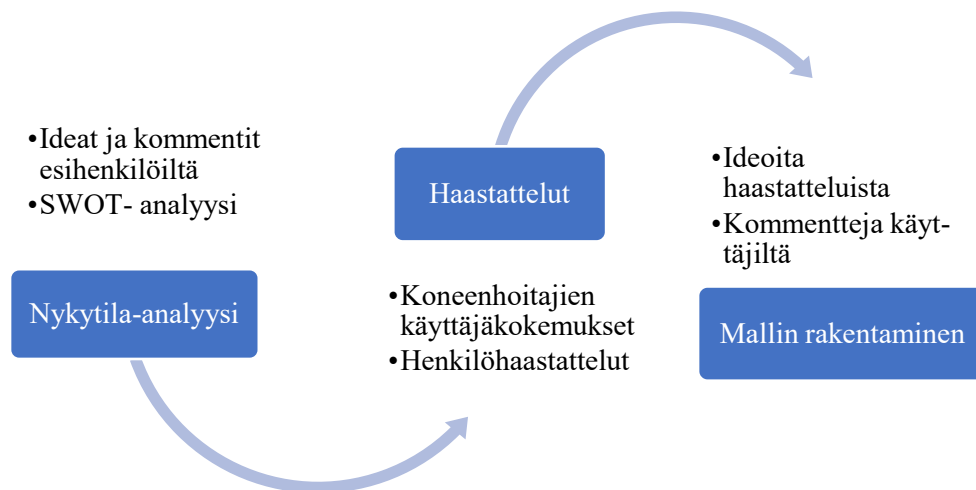 •Ideat ja kommentit
esihenkilöiltä
•SWOT- analyysi
Nykytila-analyysi
Haastattelut
•Koneenhoitajien
käyttäjäkokemukset
•Henkilöhaastattelut
•Ideoita
haastatteluista
•Kommentteja käyt-
täjiltä
Mallin rakentaminen